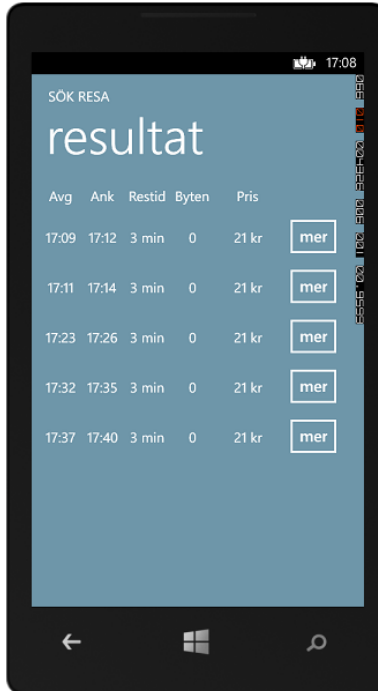 17:08
SÖK RESA
resultat
Avg Ank Restid Byten Pris
17:09 17:12 3 min 0 21 kr mer
17:11 17:14 3 min 0 21 kr mer
17:23 17:26 3 min 0 21 kr mer
17:32 17:35 3 min 0 21 kr mer
17:37 17:40 3 min 0 21 kr mer